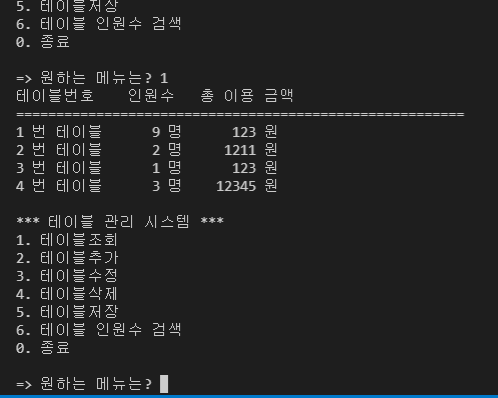 5. 테이블저장
6. 테이블 인원수 검색
0. 종료
=> 원하는 메뉴는? 1
테이블번호 인원수 총 이용 금액
========================================================
1 번 테이블 9 명 123 원
2 번 테이블 2 명 1211 원
3 번 테이블 1 명 123 원
4 번 테이블 3 명 12345 원
*** 테이블 관리 시스템 ***
1. 테이블조회
2. 테이블추가
3. 테이블수정
4. 테이블삭제
5. 테이블저장
6. 테이블 인원수 검색
0. 종료
=> 원하는 메뉴는?